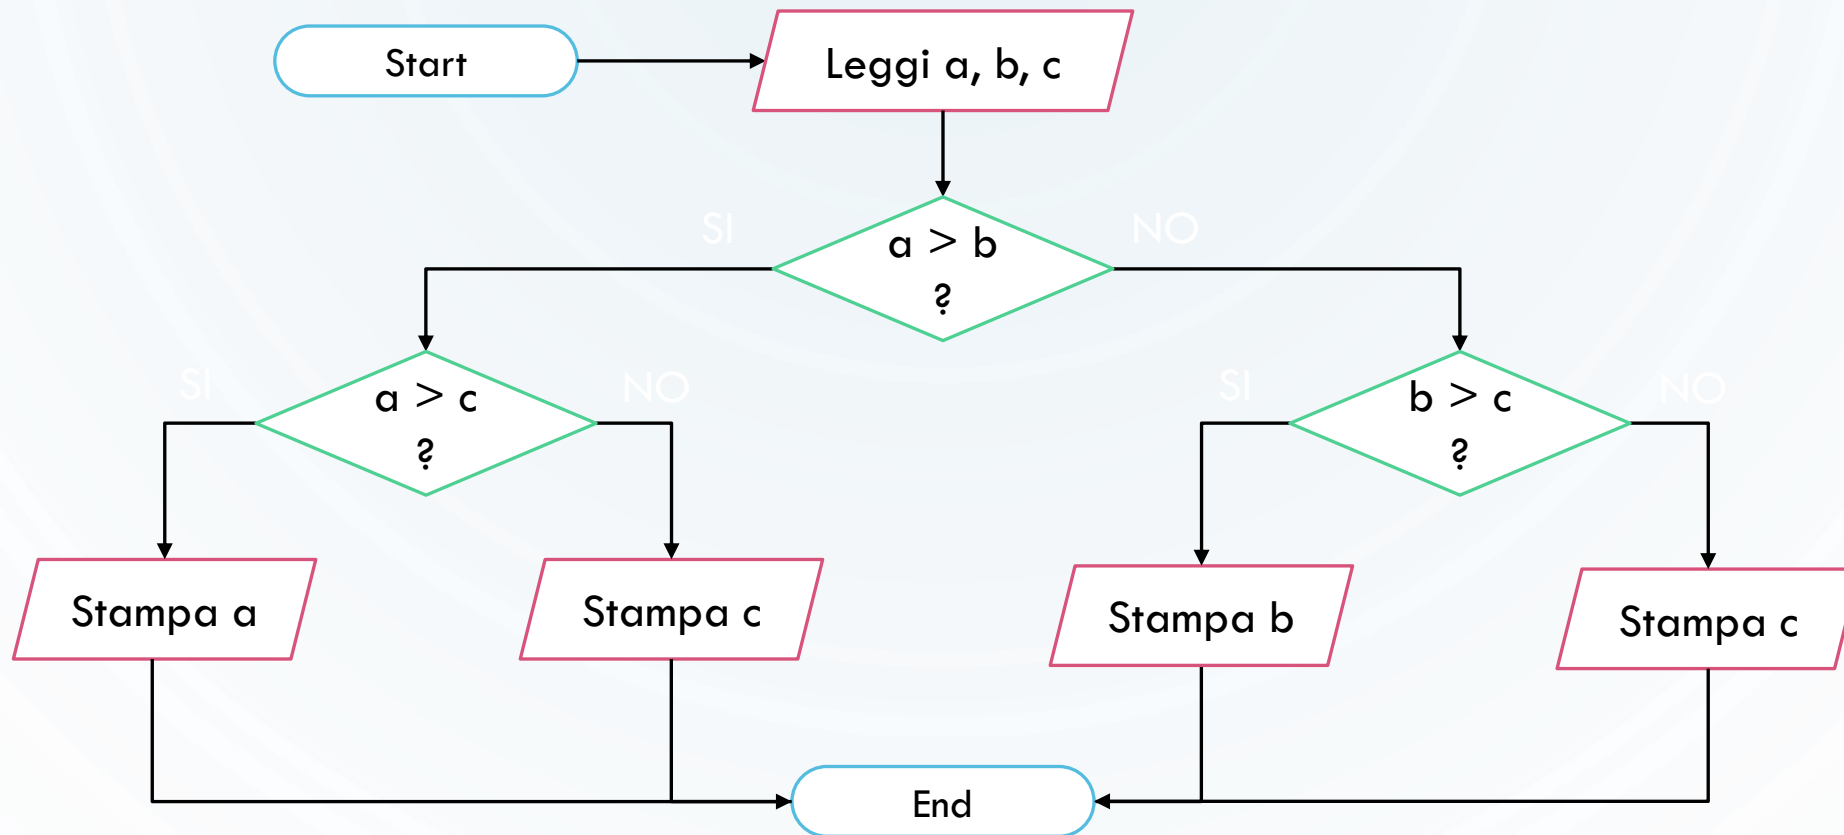 Start
Leggi a, b, c
SI
NO
a > b
?
SI
NO
a > c
?
SI
NO
b > c
?
Stampa a
Stampa c
Stampa b
Stampa c
End